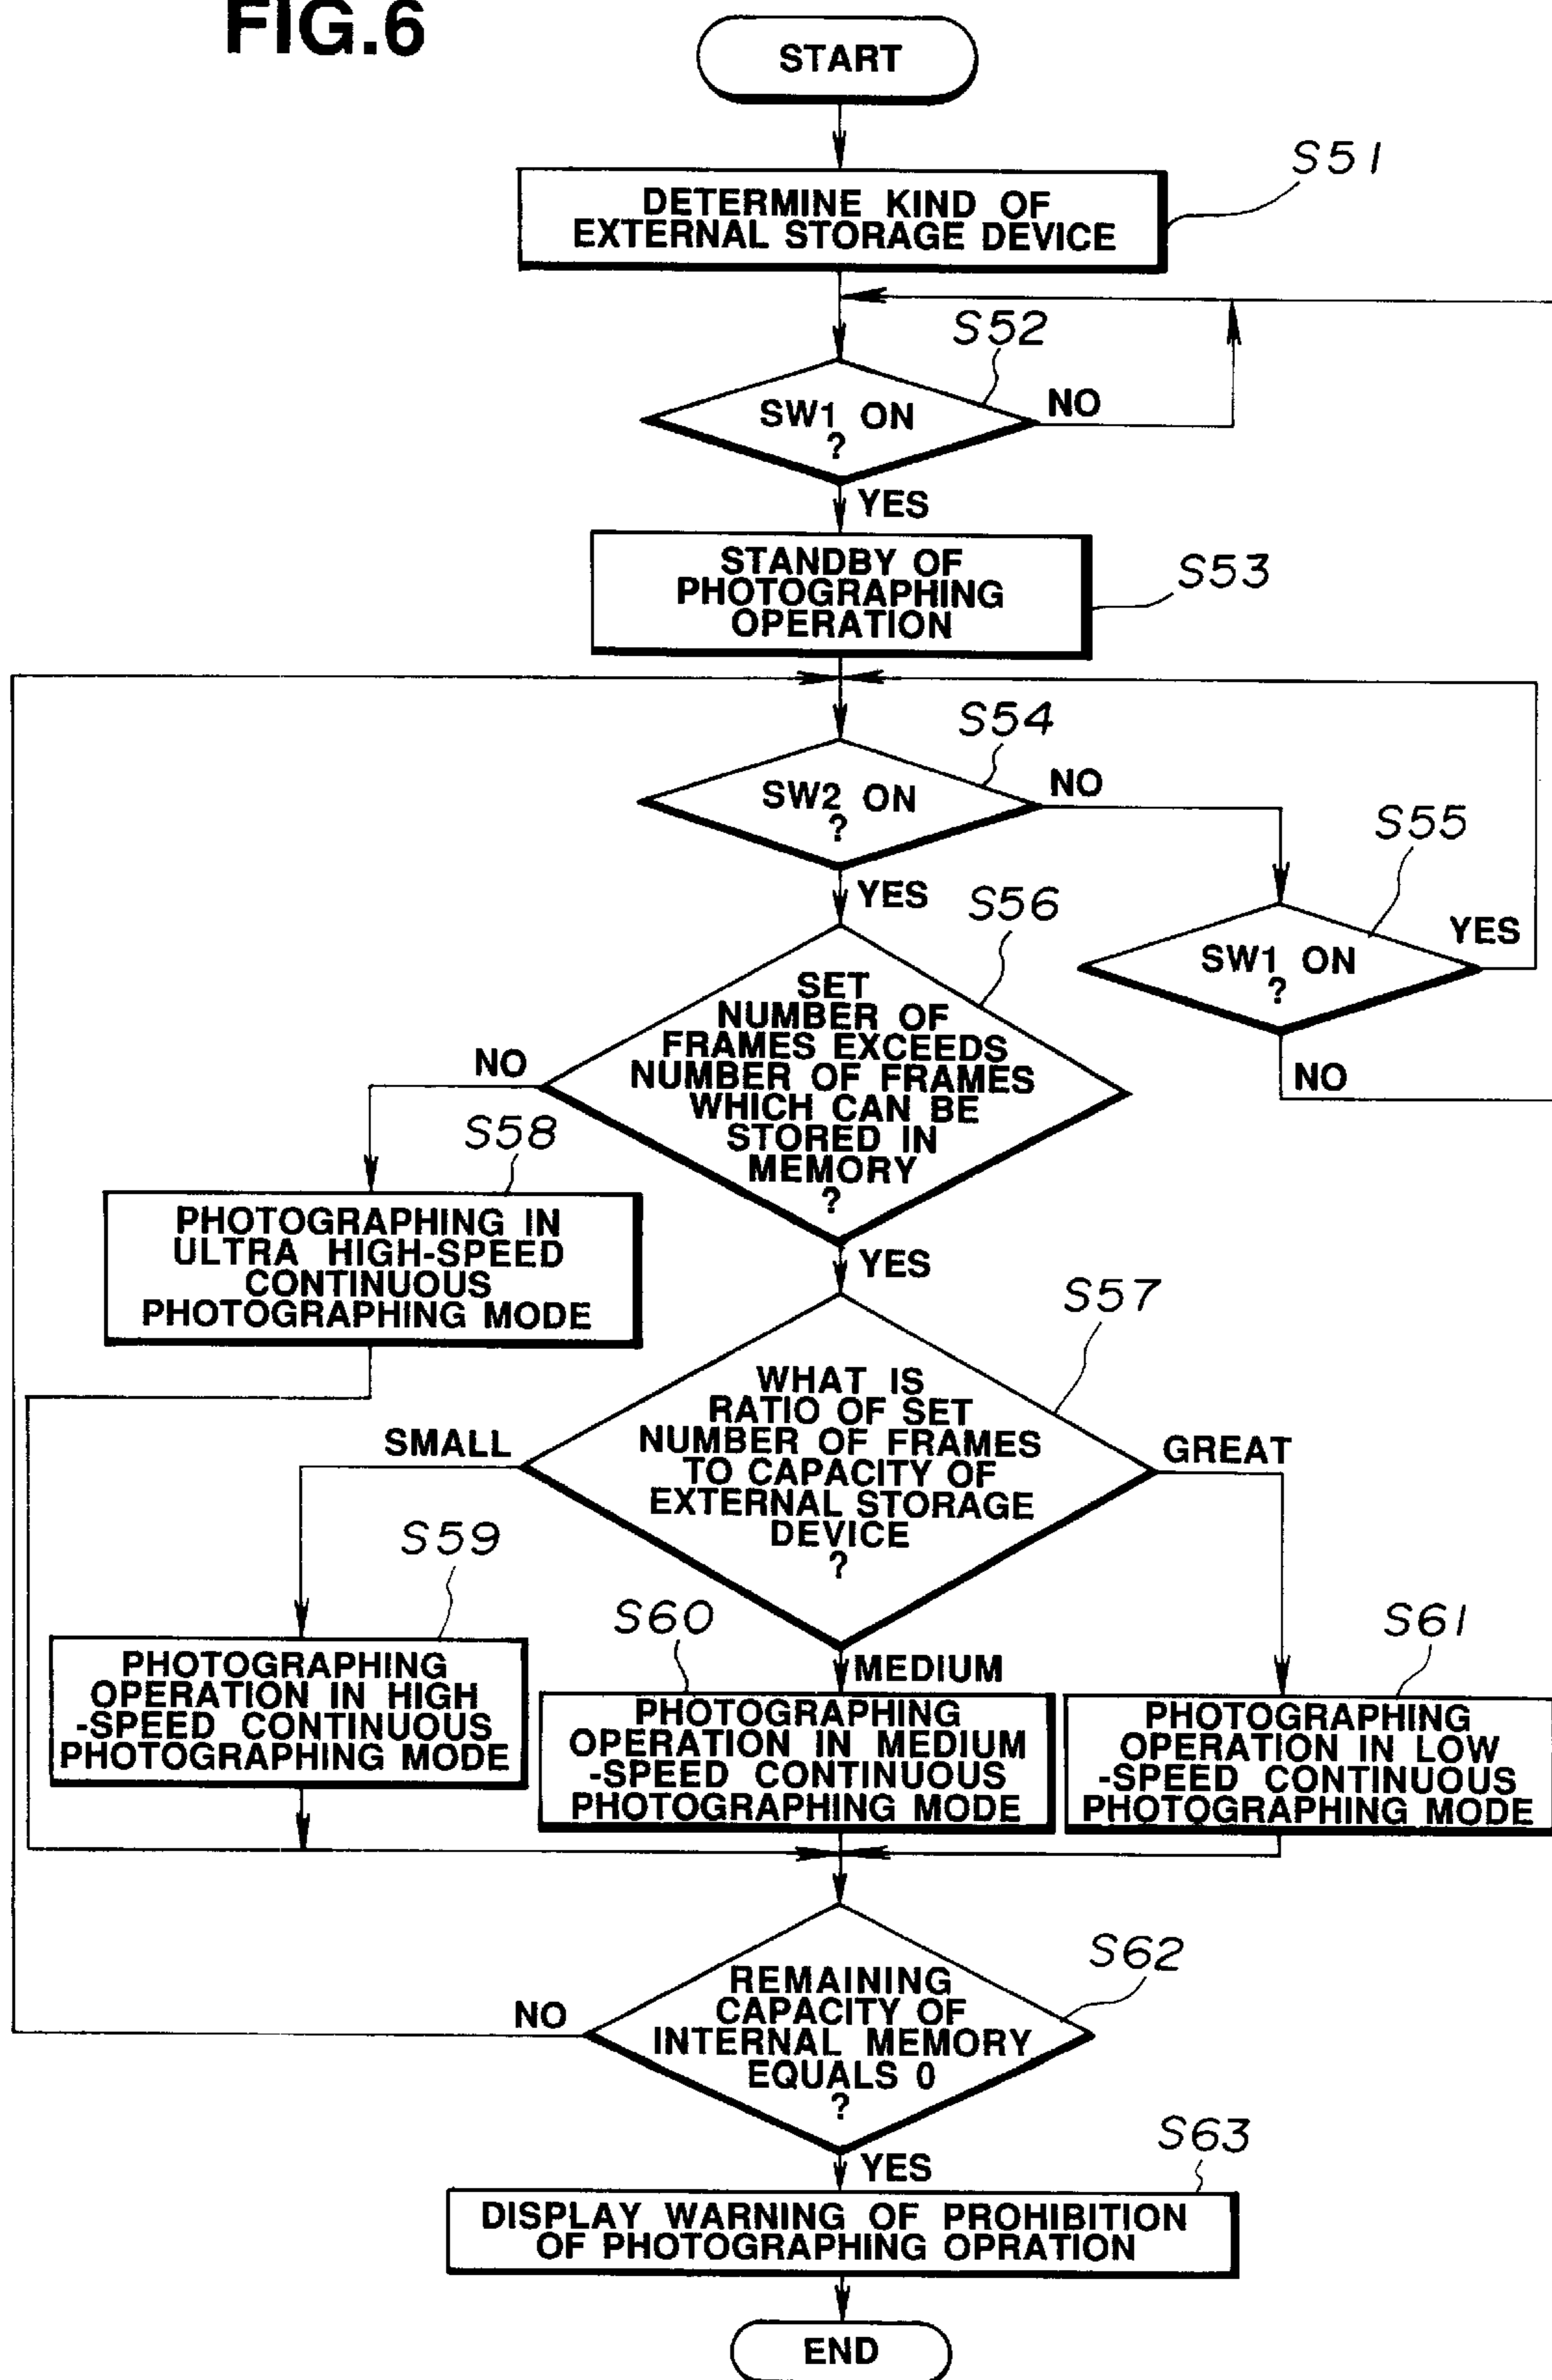 FIG.6
START
S51
DETERMINE KIND OF
EXTERNAL STORAGE DEVICE
S52
SW1 ON
?
NO
YES
STANDBY OF
PHOTOGRAPHING
OPERATION
S53
S54
SW2 ON
?
NO
S55
YES
SW1 ON
?
YES
NO
S56
SET
NUMBER OF
FRAMES EXCEEDS
NUMBER OF FRAMES
WHICH CAN BE
STORED IN
MEMORY
?
NO
S58
PHOTOGRAPHING IN
ULTRA HIGH-SPEED
CONTINUOUS
PHOTOGRAPHING MODE
YES
S57
WHAT IS
RATIO OF SET
NUMBER OF FRAMES
TO CAPACITY OF
EXTERNAL STORAGE
DEVICE
?
SMALL
GREAT
S59
PHOTOGRAPHING
OPERATION IN HIGH
-SPEED CONTINUOUS
PHOTOGRAPHING MODE
S60
MEDIUM
PHOTOGRAPHING
OPERATION IN MEDIUM
-SPEED CONTINUOUS
PHOTOGRAPHING MODE
S61
PHOTOGRAPHING
OPERATION IN LOW
-SPEED CONTINUOUS
PHOTOGRAPHING MODE
S62
REMAINING
CAPACITY OF
INTERNAL MEMORY
EQUALS 0
?
NO
YES
S63
DISPLAY WARNING OF PROHIBITION
OF PHOTOGRAPHING OPRATION
END